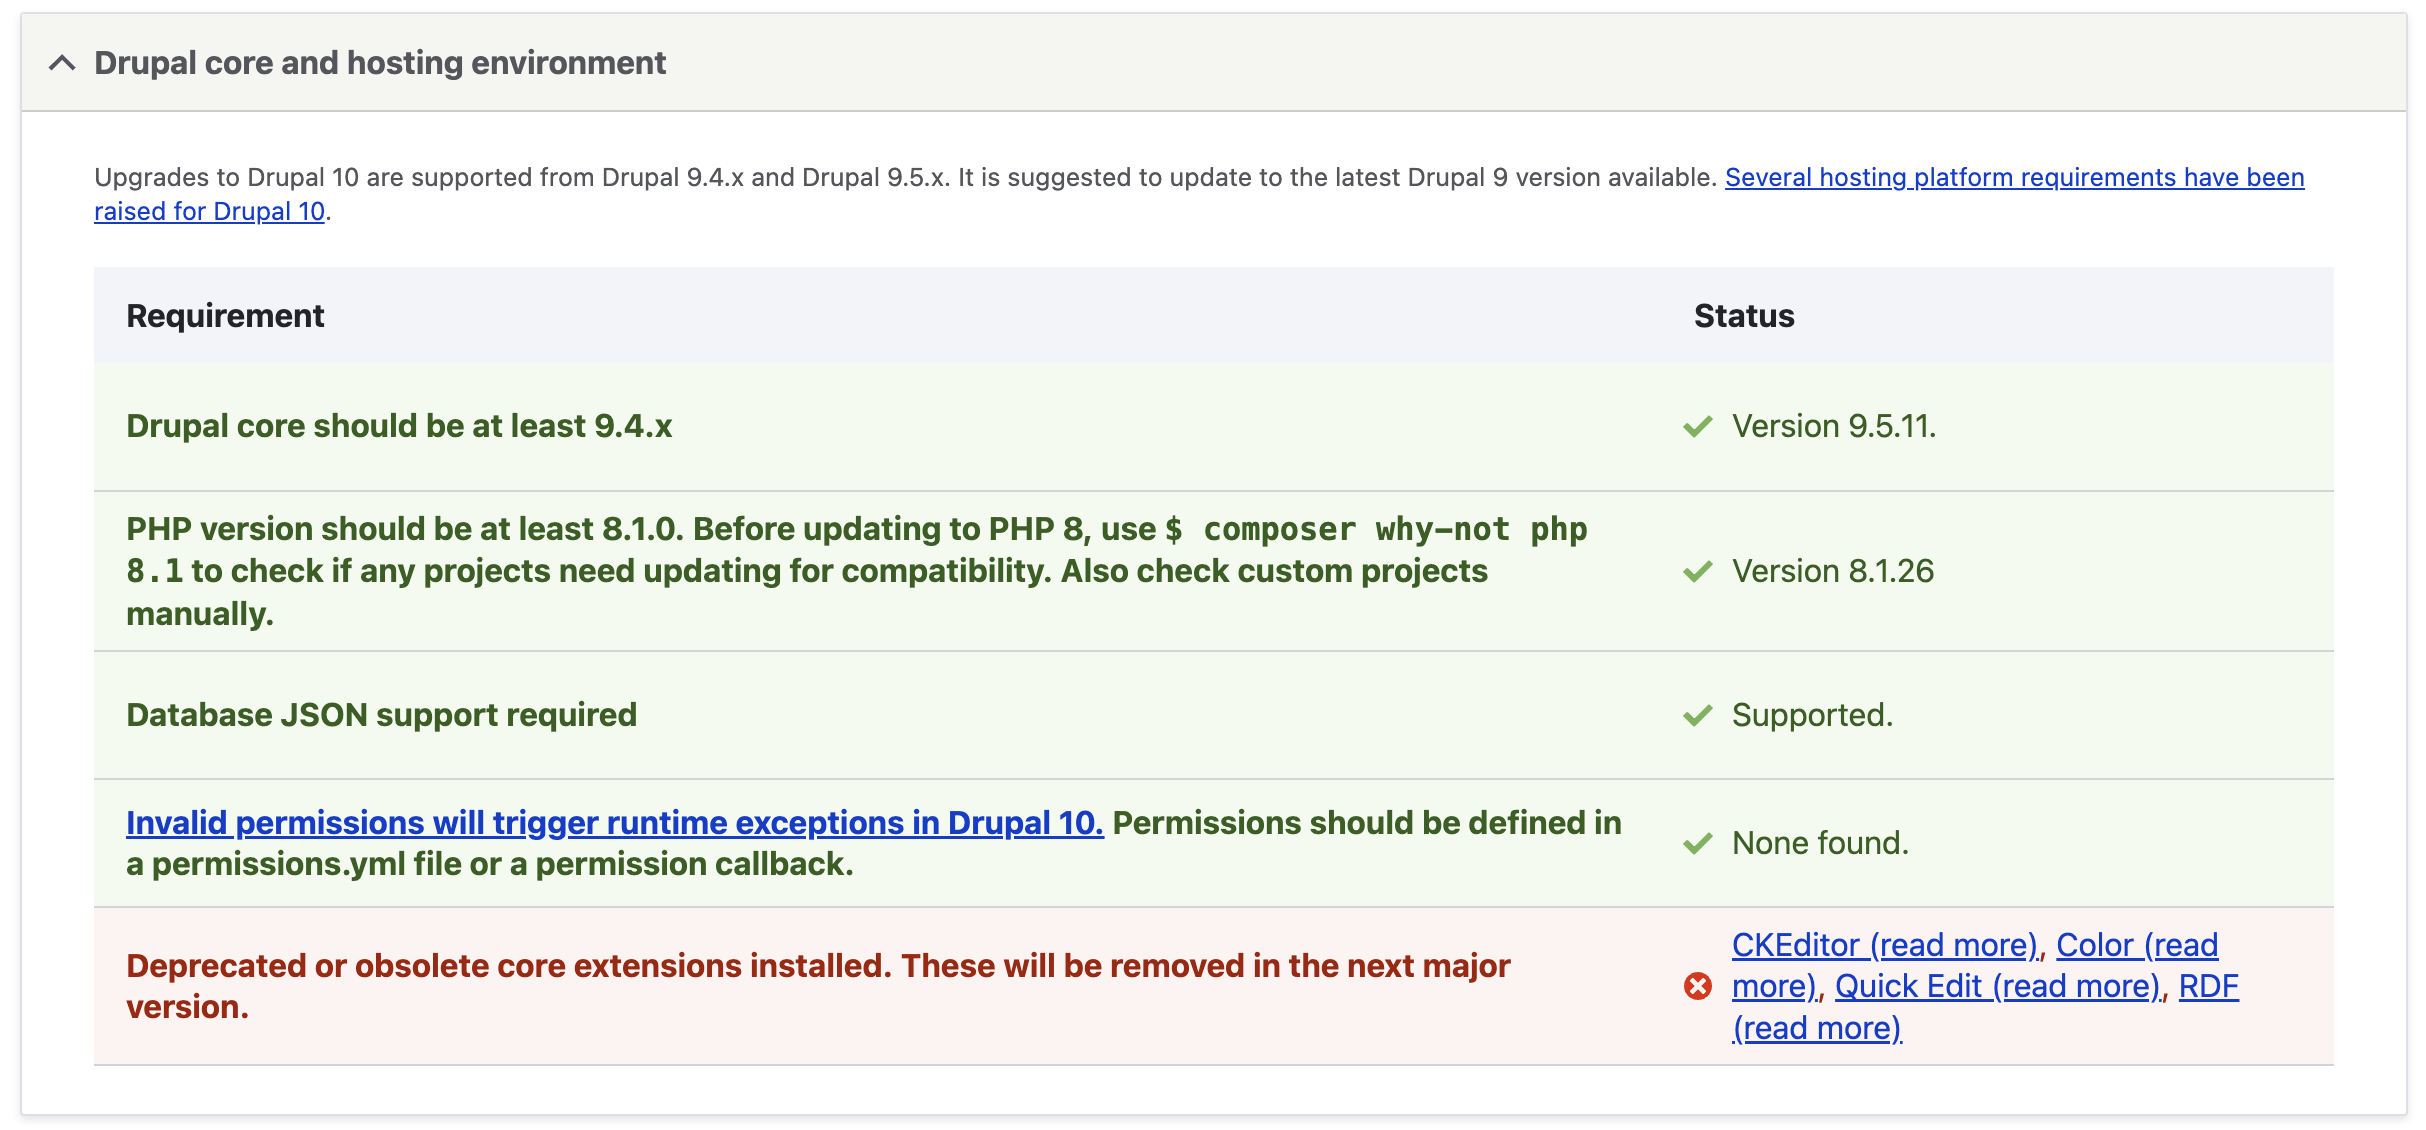 Drupal core and hosting environment
Upgrades to Drupal 10 are supported from Drupal 9.4.x and Drupal 9.5.x. It is suggested to update to the latest Drupal 9 version available. Several hosting platform requirements have been
raised for Drupal 10.
Requirement
Status
Drupal core should be at least 9.4.x
Version 9.5.11.
PHP version should be at least 8.1.0. Before updating to PHP 8, use $ composer why-not php
8.1 to check if any projects need updating for compatibility. Also check custom projects
manually.
Version 8.1.26
Database JSON support required
Supported.
Invalid permissions will trigger runtime exceptions in Drupal 10. Permissions should be defined in
a permissions.yml file or a permission callback.
None found.
Deprecated or obsolete core extensions installed. These will be removed in the next major
version.
CKEditor (read more), Color (read
more), Quick Edit (read more), RDF
(read more)